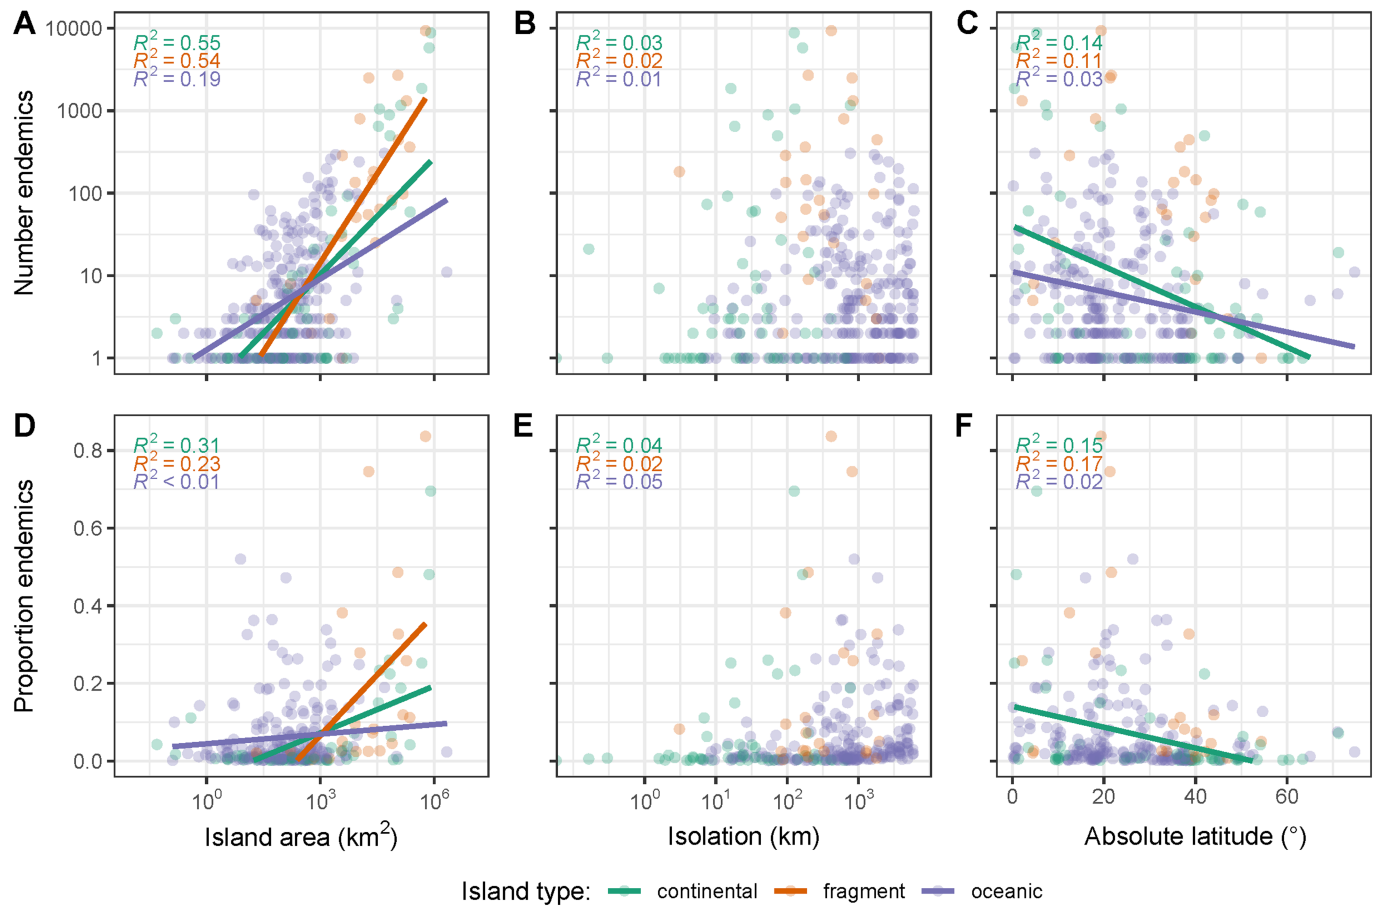 A
B
C
Number endemics
10000
1000
100
10
1
R² = 0.55
R² = 0.54
R² = 0.19
R² = 0.03
R² = 0.02
R² = 0.01
R² = 0.14
R² = 0.11
R² = 0.03
D
E
F
Proportion endemics
0.8
0.6
0.4
0.2
0.0
R² = 0.31
R² = 0.23
R² < 0.01
R² = 0.04
R² = 0.02
R² = 0.05
R² = 0.15
R² = 0.17
R² = 0.02
10⁰ 10³ 10⁶
10⁰ 10¹ 10² 10³
0 20 40 60
Island area (km²)
Isolation (km)
Absolute latitude (°)
Island type: continental fragment oceanic